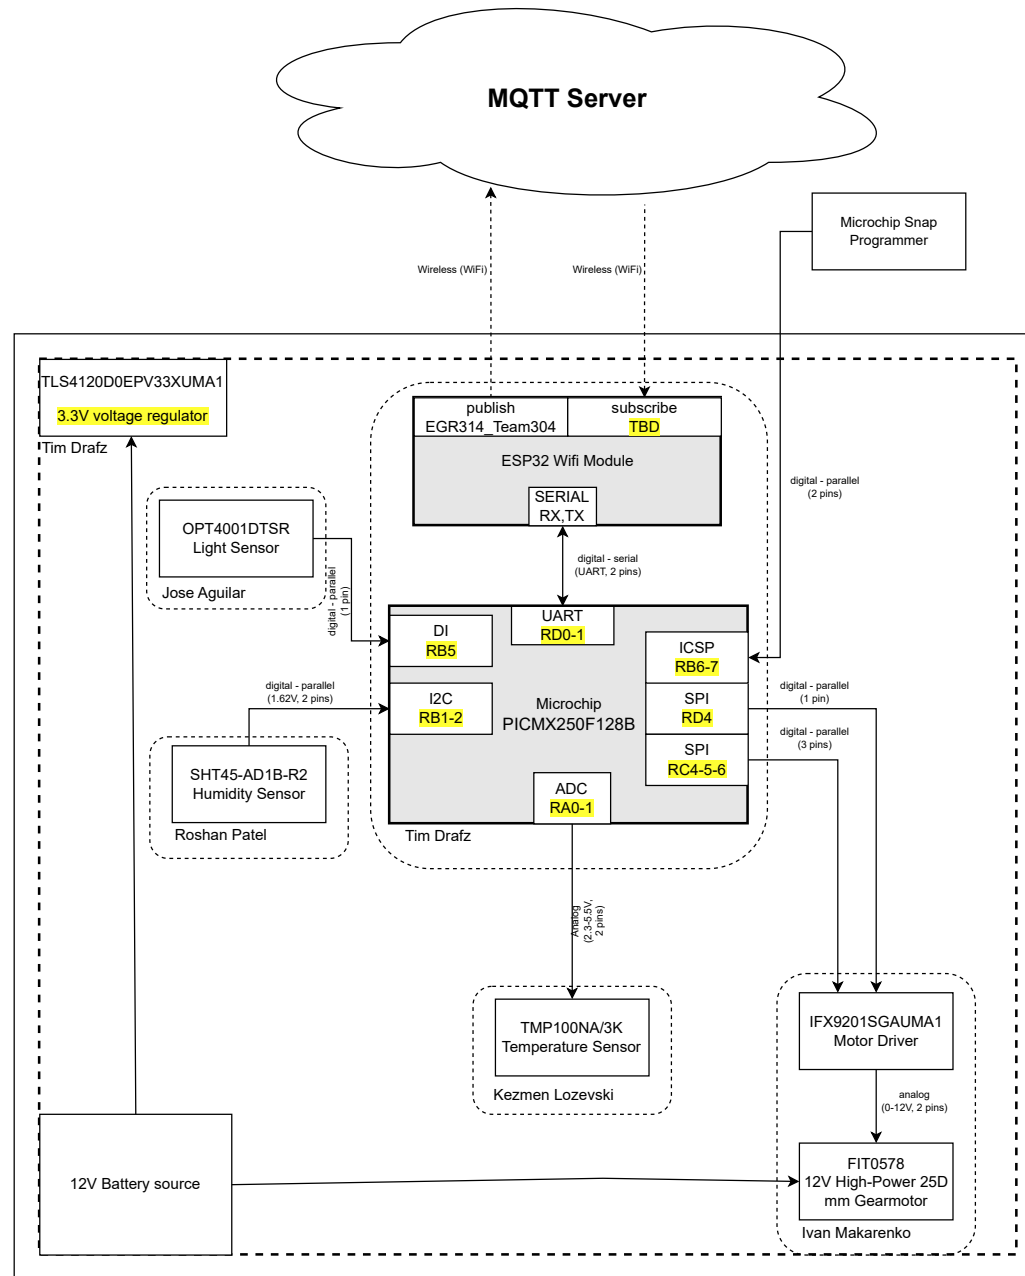 MQTT Server
Microchip Snap
Programmer
Wireless (WiFi)
Wireless (WiFi)
TLS4120D0EPV33XUMA1
3.3V voltage regulator
Tim Drafz
publish
EGR314_Team304
subscribe
TBD
ESP32 Wifi Module
SERIAL
RX,TX
digital - parallel
(2 pins)
OPT4001DTSR
Light Sensor
Jose Aguilar
digital - parallel
(1 pin)
digital - serial
(UART, 2 pins)
UART
RD0-1
DI
RB5
ICSP
RB6-7
digital - parallel
(1.62V, 2 pins)
I2C
RB1-2
Microchip
PICMX250F128B
SPI
RD4
digital - parallel
(1 pin)
SPI
RC4-5-6
digital - parallel
(3 pins)
SHT45-AD1B-R2
Humidity Sensor
Roshan Patel
ADC
RA0-1
Tim Drafz
Analog
(2.3-5.5V,
2 pins)
TMP100NA/3K
Temperature Sensor
Kezmen Lozevski
IFX9201SGAUMA1
Motor Driver
analog
(0-12V, 2 pins)
12V Battery source
FIT0578
12V High-Power 25D
mm Gearmotor
Ivan Makarenko